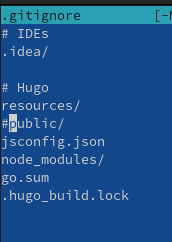 .gitignore [-M
# IDEs
.idea/

# Hugo
resources/
#public/
jsconfig.json
node_modules/
go.sum
.hugo_build.lock